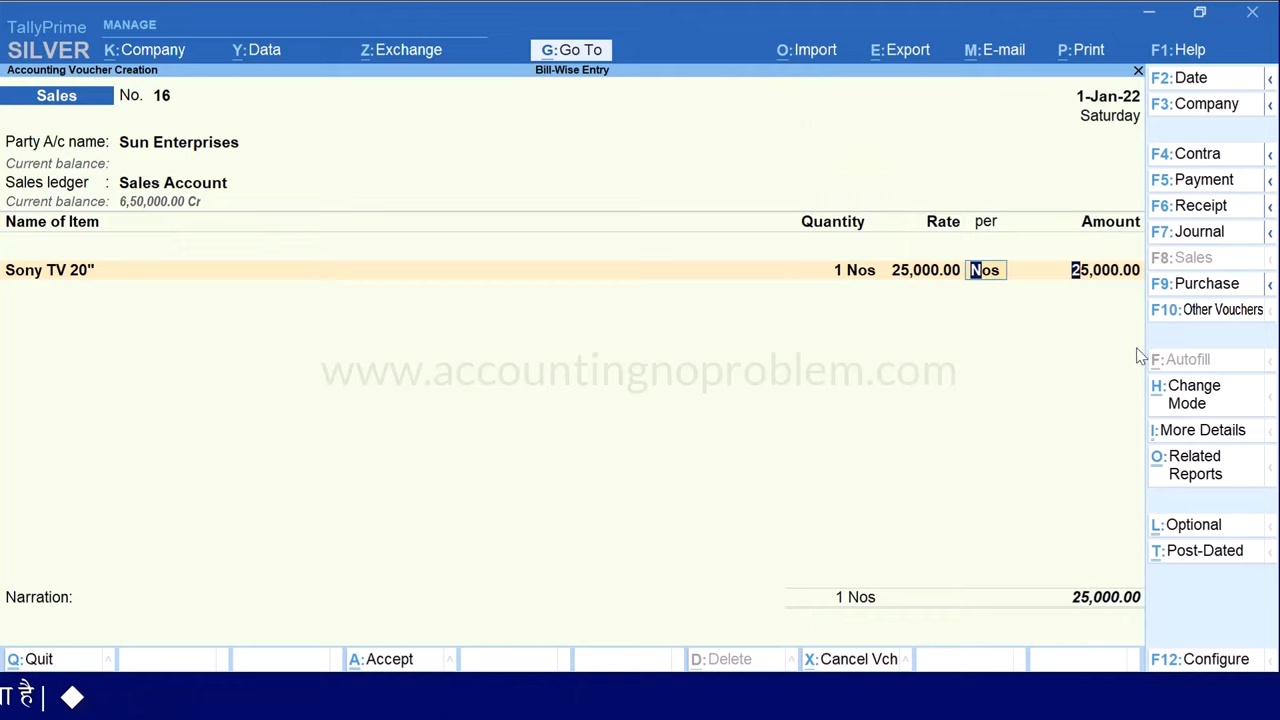 TallyPrime
MANAGE
SILVER
K:Company
Y:Data
Z:Exchange
G:Go To
O:Import
E:Export
M:E-mail
P:Print
F1:Help
Accounting Voucher Creation
Bill-Wise Entry
Sales
No. 16
1-Jan-22
Saturday
Party A/c name: Sun Enterprises
Current balance:
Sales ledger : Sales Account
Current balance: 6,50,000.00 Cr
Name of Item Quantity Rate per Amount
Sony TV 20" 1 Nos 25,000.00 Nos 25,000.00
www.accountingnoproblem.com
Narration: 1 Nos 25,000.00
F2:Date
F3:Company
F4:Contra
F5:Payment
F6:Receipt
F7:Journal
F8:Sales
F9:Purchase
F10:Other Vouchers
F:Autofill
H:Change
Mode
I:More Details
O:Related
Reports
L:Optional
T:Post-Dated
Q:Quit
A:Accept
D:Delete
X:Cancel Vch
F12:Configure
है |